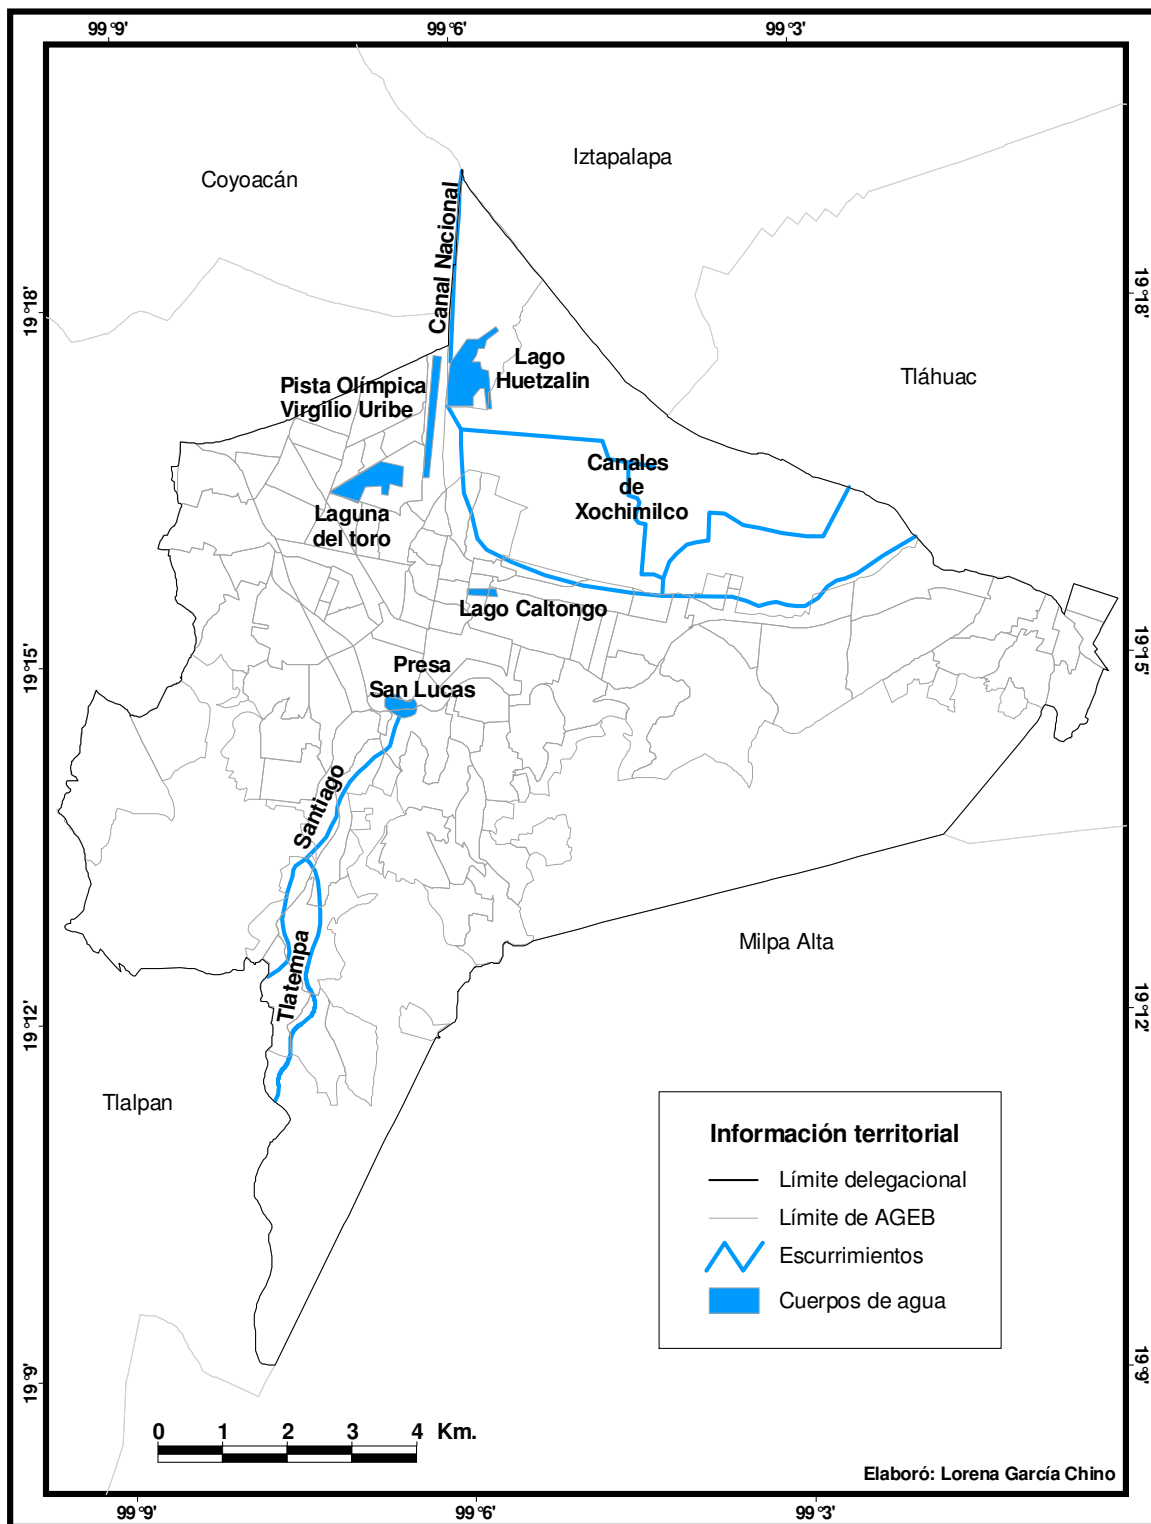 99°9'
99°6'
99°3'
Iztapalapa
Coyoacán
Canal Nacional
19°18'
19°18'
Lago
Huetzalin
Tláhuac
Pista Olímpica
Virgilio Uribe
Canales
de
Xochimilco
Laguna
del toro
Lago Caltongo
19°15'
19°15'
Presa
San Lucas
Santiago
Tlatempa
Milpa Alta
19°12'
19°12'
Tlalpan
Información territorial
Límite delegacional
Límite de AGEB
Escurrimientos
Cuerpos de agua
19°9'
19°9'
0 1 2 3 4 Km.
Elaboró: Lorena García Chino
99°9'
99°6'
99°3'